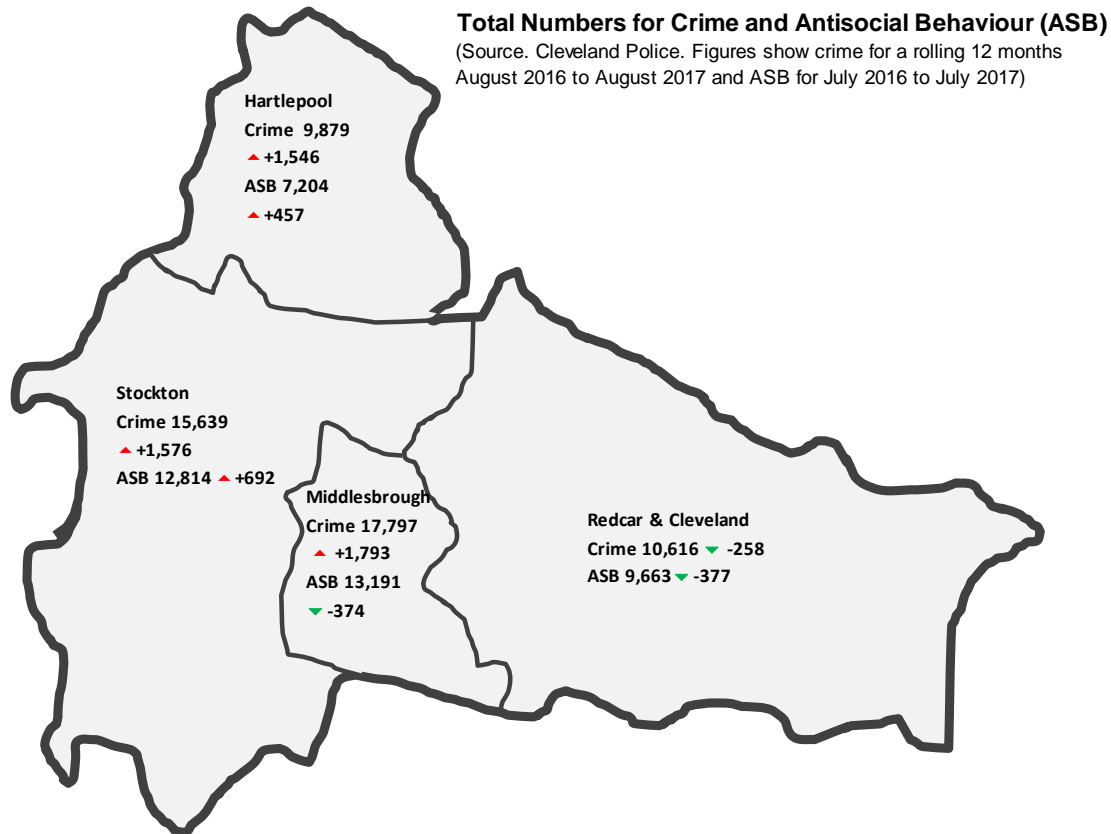 Total Numbers for Crime and Antisocial Behaviour (ASB)
(Source. Cleveland Police. Figures show crime for a rolling 12 months
August 2016 to August 2017 and ASB for July 2016 to July 2017)
Hartlepool
Crime 9,879
+1,546
ASB 7,204
+457
Stockton
Crime 15,639
+1,576
ASB 12,814 +692
Middlesbrough
Crime 17,797
+1,793
ASB 13,191
-374
Redcar & Cleveland
Crime 10,616 -258
ASB 9,663 -377